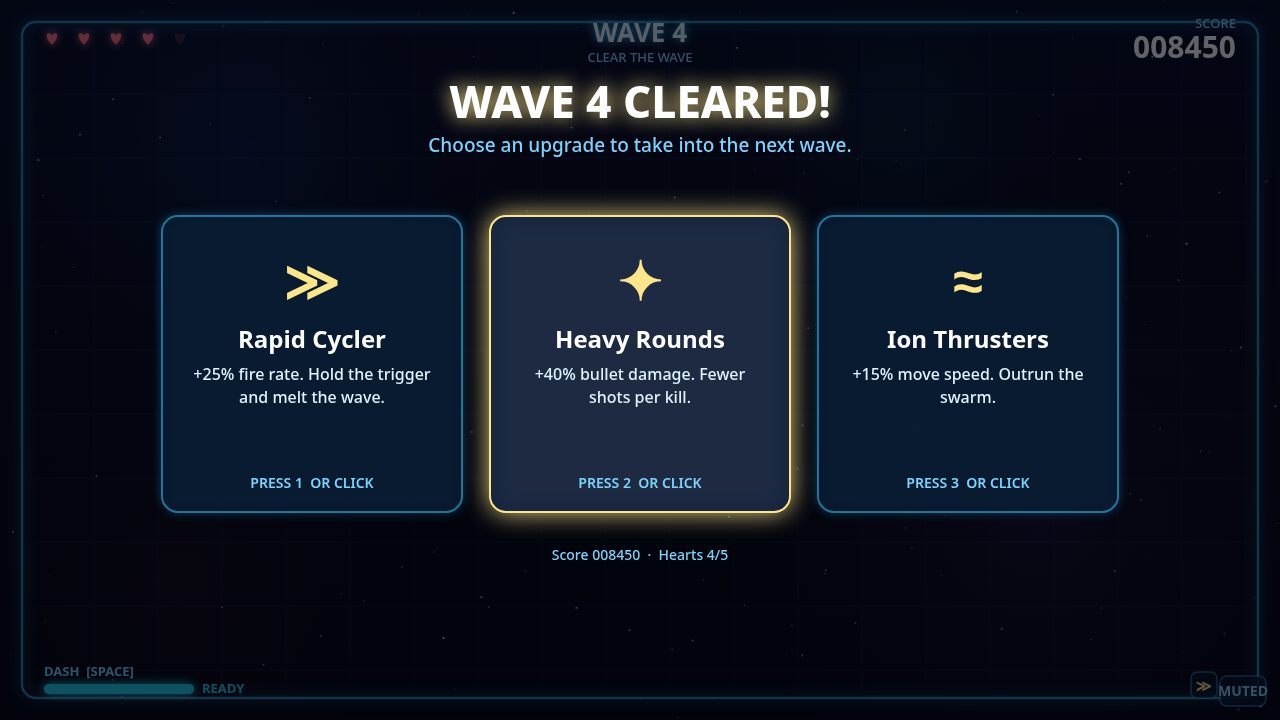 WAVE 4
CLEAR THE WAVE
SCORE
008450
WAVE 4 CLEARED!
Choose an upgrade to take into the next wave.
Rapid Cycler
+25% fire rate. Hold the trigger
and melt the wave.
PRESS 1 OR CLICK
Heavy Rounds
+40% bullet damage. Fewer
shots per kill.
PRESS 2 OR CLICK
Ion Thrusters
+15% move speed. Outrun the
swarm.
PRESS 3 OR CLICK
Score 008450 · Hearts 4/5
DASH [SPACE]
READY
MUTED